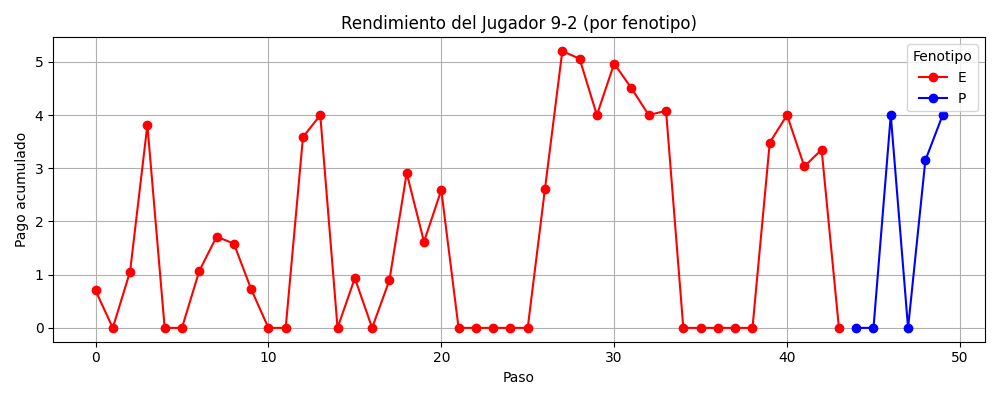 Rendimiento del Jugador 9-2 (por fenotipo)
Pago acumulado
5
4
3
2
1
0
Fenotipo
E
P
0 10 20 30 40 50
Paso